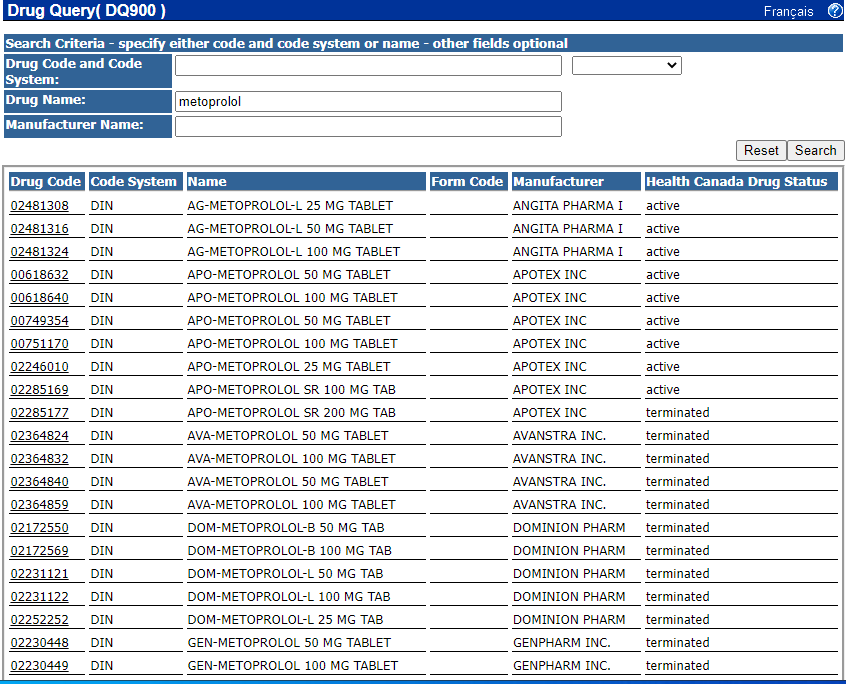 Drug Query( DQ900 ) Français ?
Search Criteria - specify either code and code system or name - other fields optional
Drug Code and Code System:
Drug Name: metoprolol
Manufacturer Name:
Reset Search
Drug Code Code System Name Form Code Manufacturer Health Canada Drug Status
02481308 DIN AG-METOPROLOL-L 25 MG TABLET ANGITA PHARMA I active
02481316 DIN AG-METOPROLOL-L 50 MG TABLET ANGITA PHARMA I active
02481324 DIN AG-METOPROLOL-L 100 MG TABLET ANGITA PHARMA I active
00618632 DIN APO-METOPROLOL 50 MG TABLET APOTEX INC active
00618640 DIN APO-METOPROLOL 100 MG TABLET APOTEX INC active
00749354 DIN APO-METOPROLOL 50 MG TABLET APOTEX INC active
00751170 DIN APO-METOPROLOL 100 MG TABLET APOTEX INC active
02246010 DIN APO-METOPROLOL 25 MG TABLET APOTEX INC active
02285169 DIN APO-METOPROLOL SR 100 MG TAB APOTEX INC active
02285177 DIN APO-METOPROLOL SR 200 MG TAB APOTEX INC terminated
02364824 DIN AVA-METOPROLOL 50 MG TABLET AVANSTRA INC. terminated
02364832 DIN AVA-METOPROLOL 100 MG TABLET AVANSTRA INC. terminated
02364840 DIN AVA-METOPROLOL 50 MG TABLET AVANSTRA INC. terminated
02364859 DIN AVA-METOPROLOL 100 MG TABLET AVANSTRA INC. terminated
02172550 DIN DOM-METOPROLOL-B 50 MG TAB DOMINION PHARM terminated
02172569 DIN DOM-METOPROLOL-B 100 MG TAB DOMINION PHARM terminated
02231121 DIN DOM-METOPROLOL-L 50 MG TAB DOMINION PHARM terminated
02231122 DIN DOM-METOPROLOL-L 100 MG TAB DOMINION PHARM terminated
02252252 DIN DOM-METOPROLOL-L 25 MG TAB DOMINION PHARM terminated
02230448 DIN GEN-METOPROLOL 50 MG TABLET GENPHARM INC. terminated
02230449 DIN GEN-METOPROLOL 100 MG TABLET GENPHARM INC. terminated